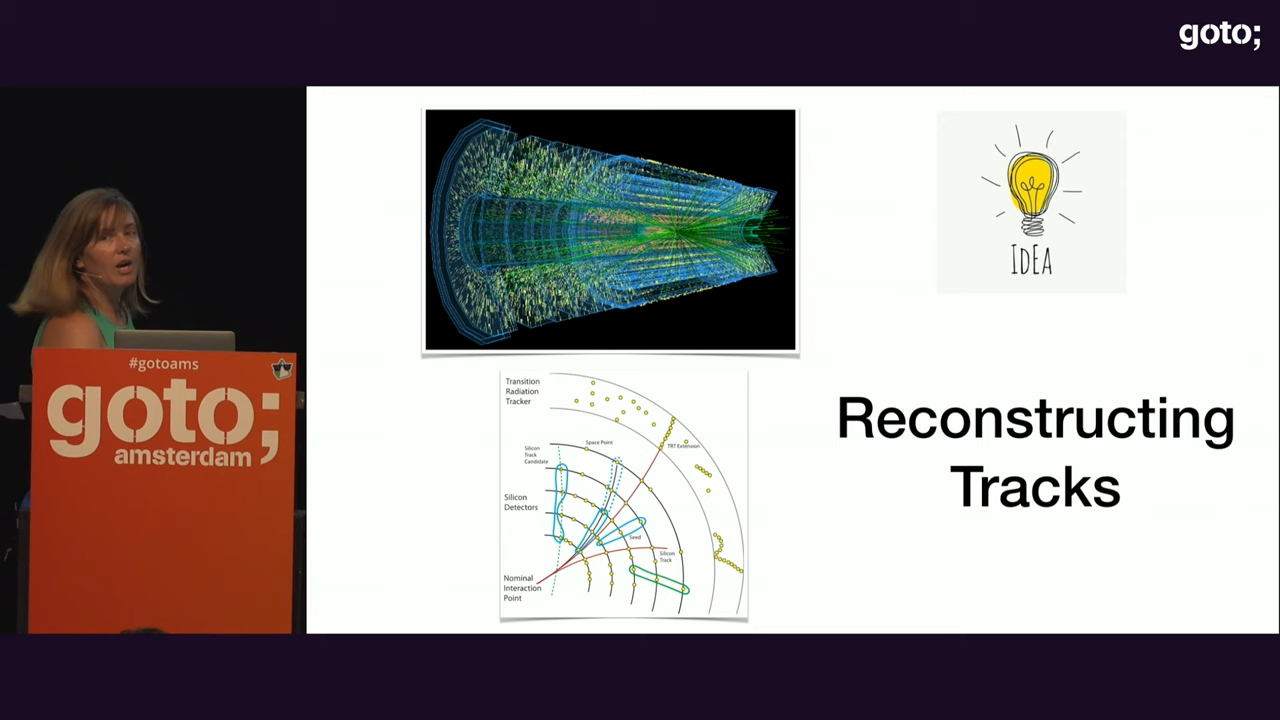 goto;
#gotoams
goto;
amsterdam
IDEA
Reconstructing
Tracks
Transition
Radiation
Tracker
Space Point
TRT Extension
Silicon
Track
Candidate
Silicon
Detectors
Seed
Silicon
Track
Nominal
Interaction
Point